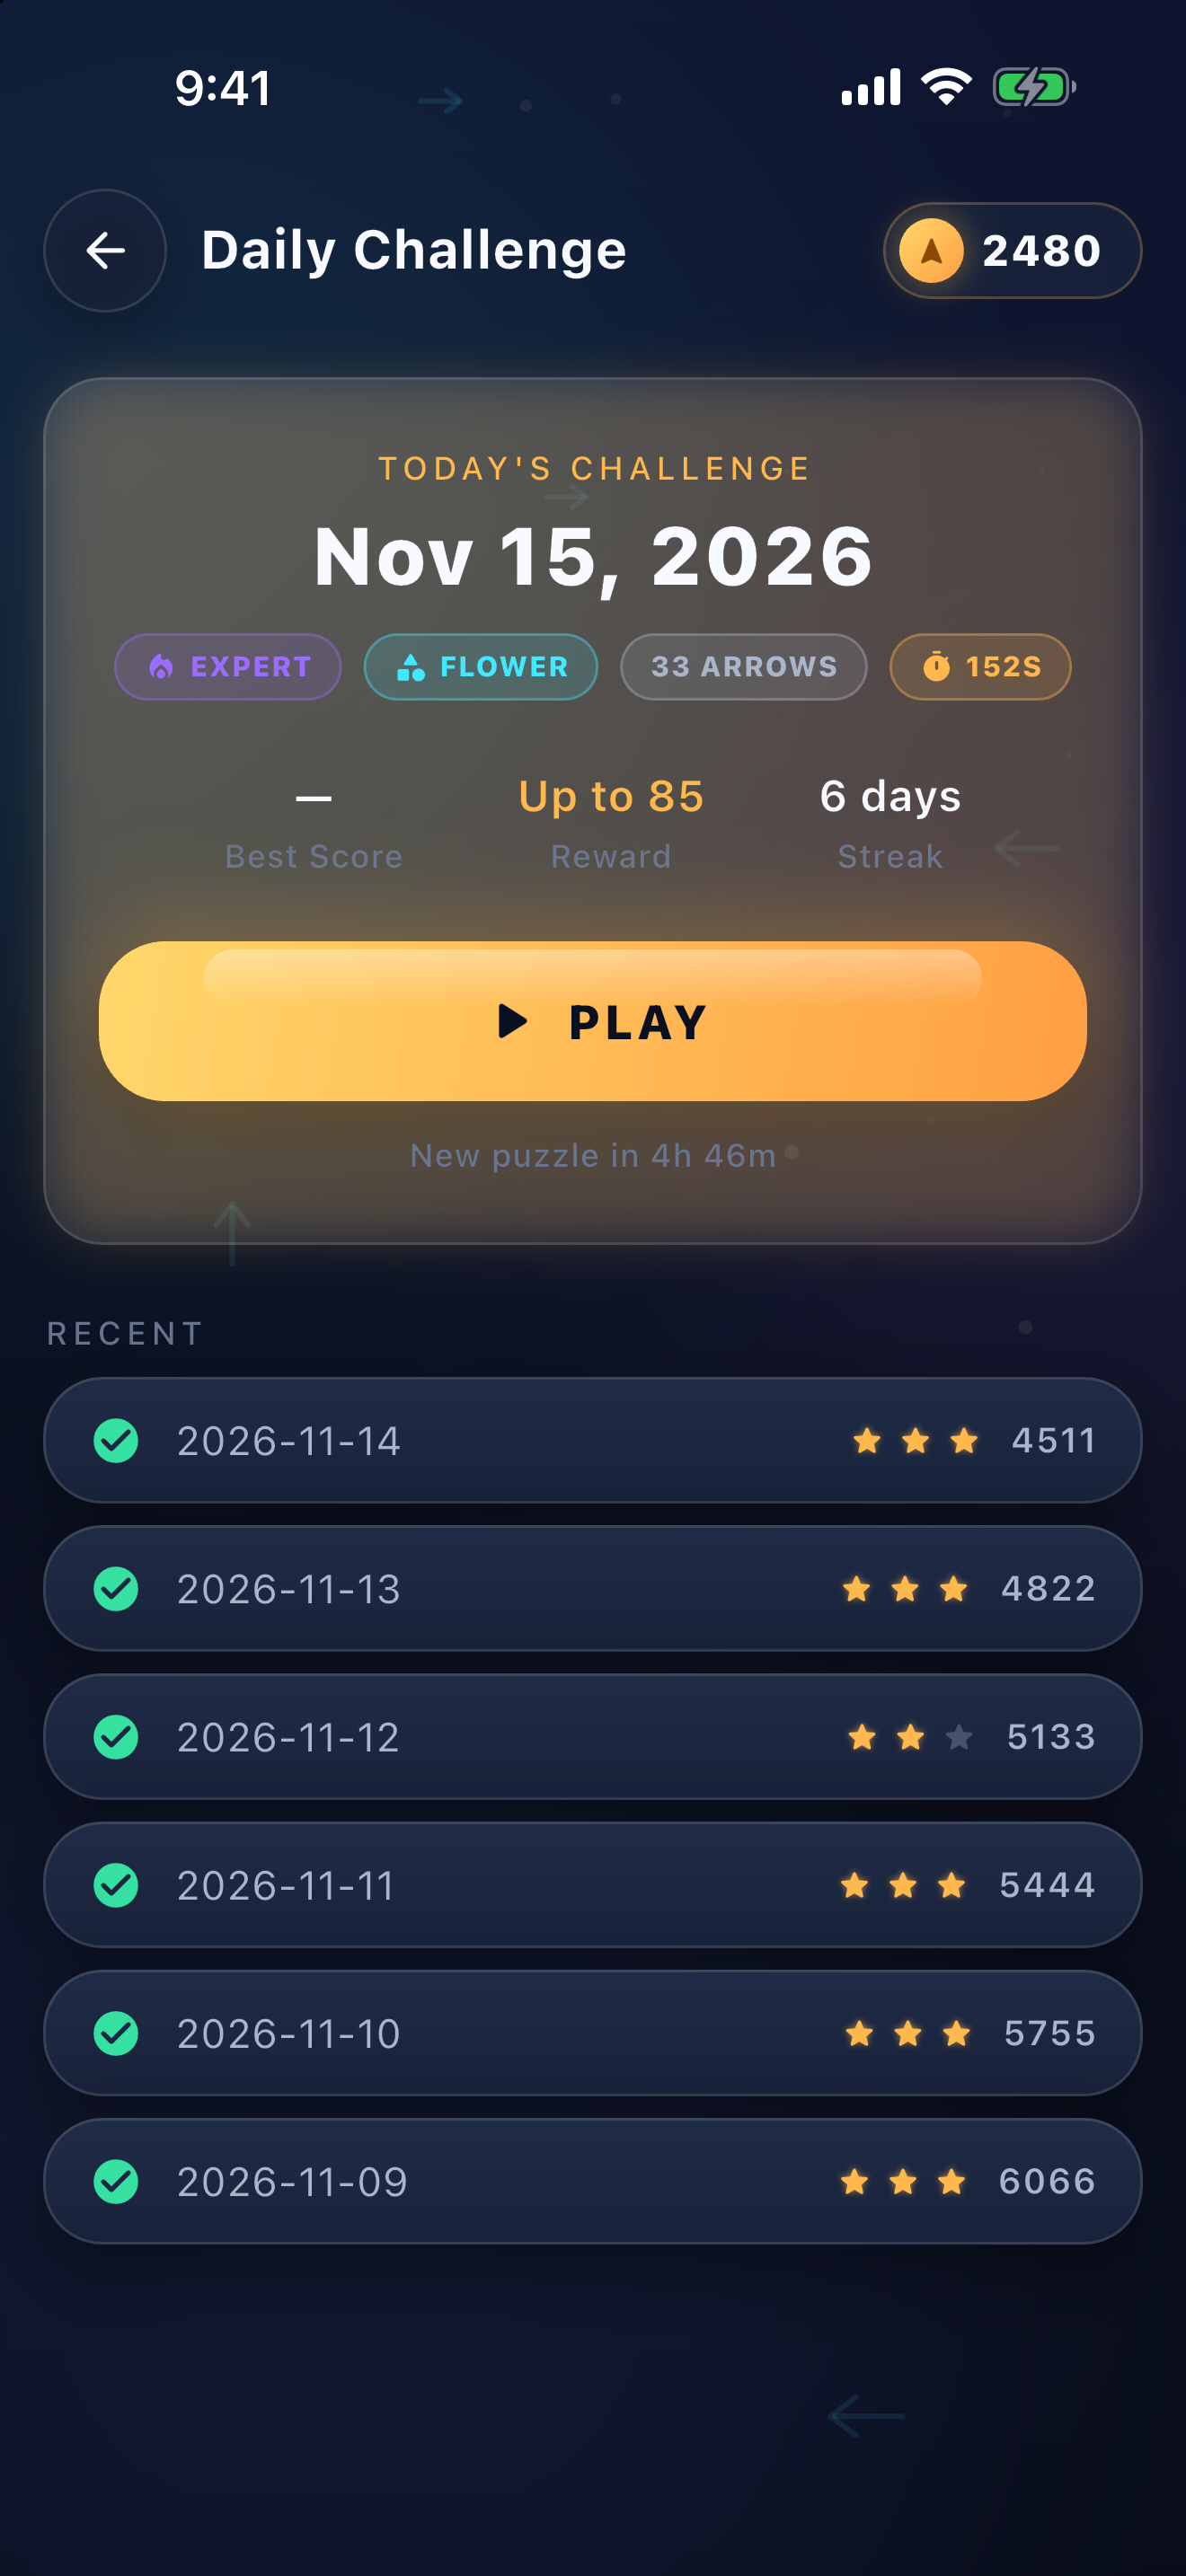 9:41
Daily Challenge 2480
TODAY'S CHALLENGE
Nov 15, 2026
EXPERT FLOWER 33 ARROWS 152S
— Up to 85 6 days
Best Score Reward Streak
PLAY
New puzzle in 4h 46m
RECENT
2026-11-14 4511
2026-11-13 4822
2026-11-12 5133
2026-11-11 5444
2026-11-10 5755
2026-11-09 6066